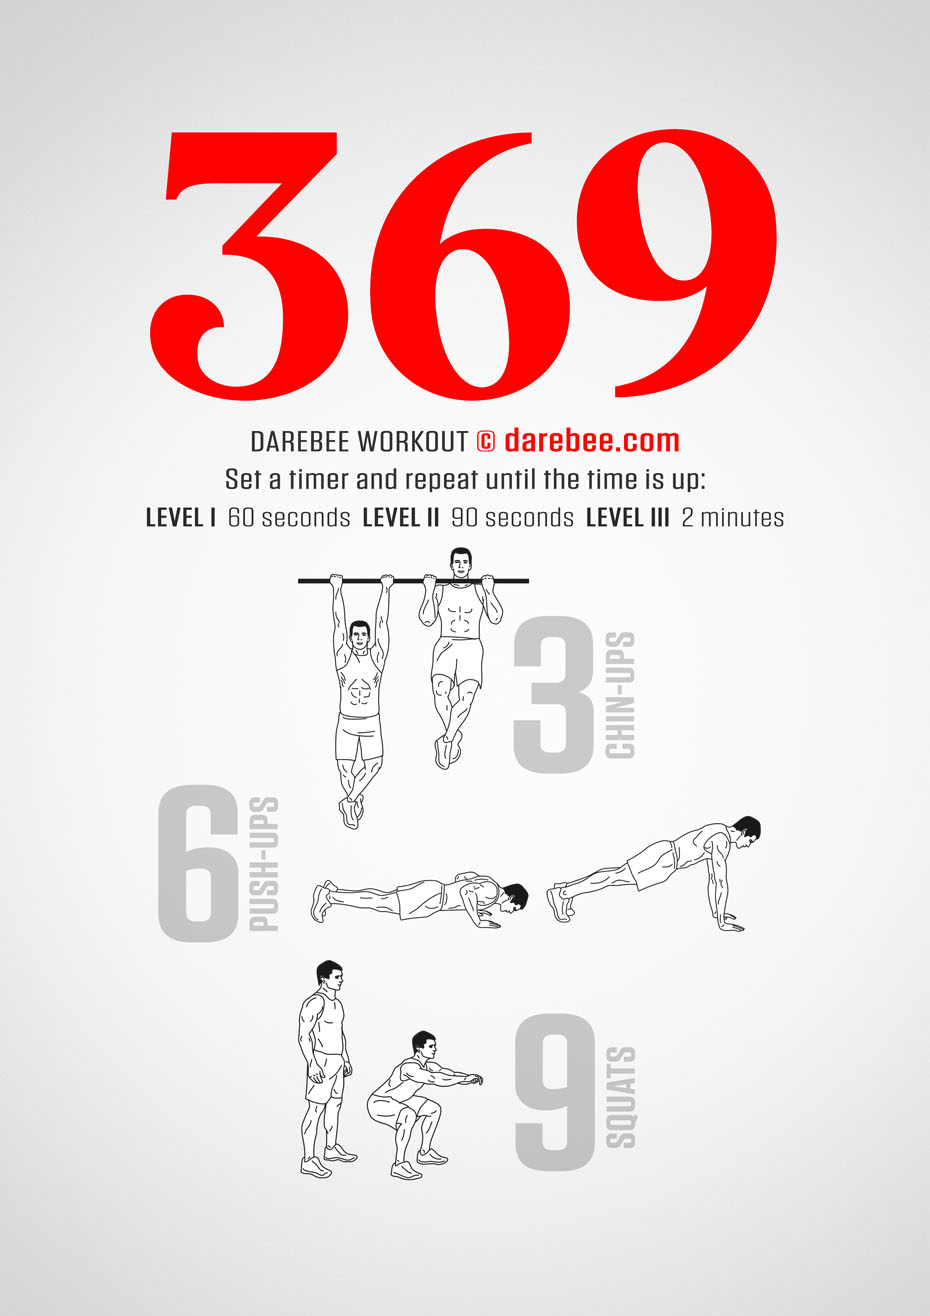 369
DAREBEE WORKOUT © darebee.com
Set a timer and repeat until the time is up:
LEVEL I 60 seconds LEVEL II 90 seconds LEVEL III 2 minutes
3 CHIN-UPS
6 PUSH-UPS
9 SQUATS